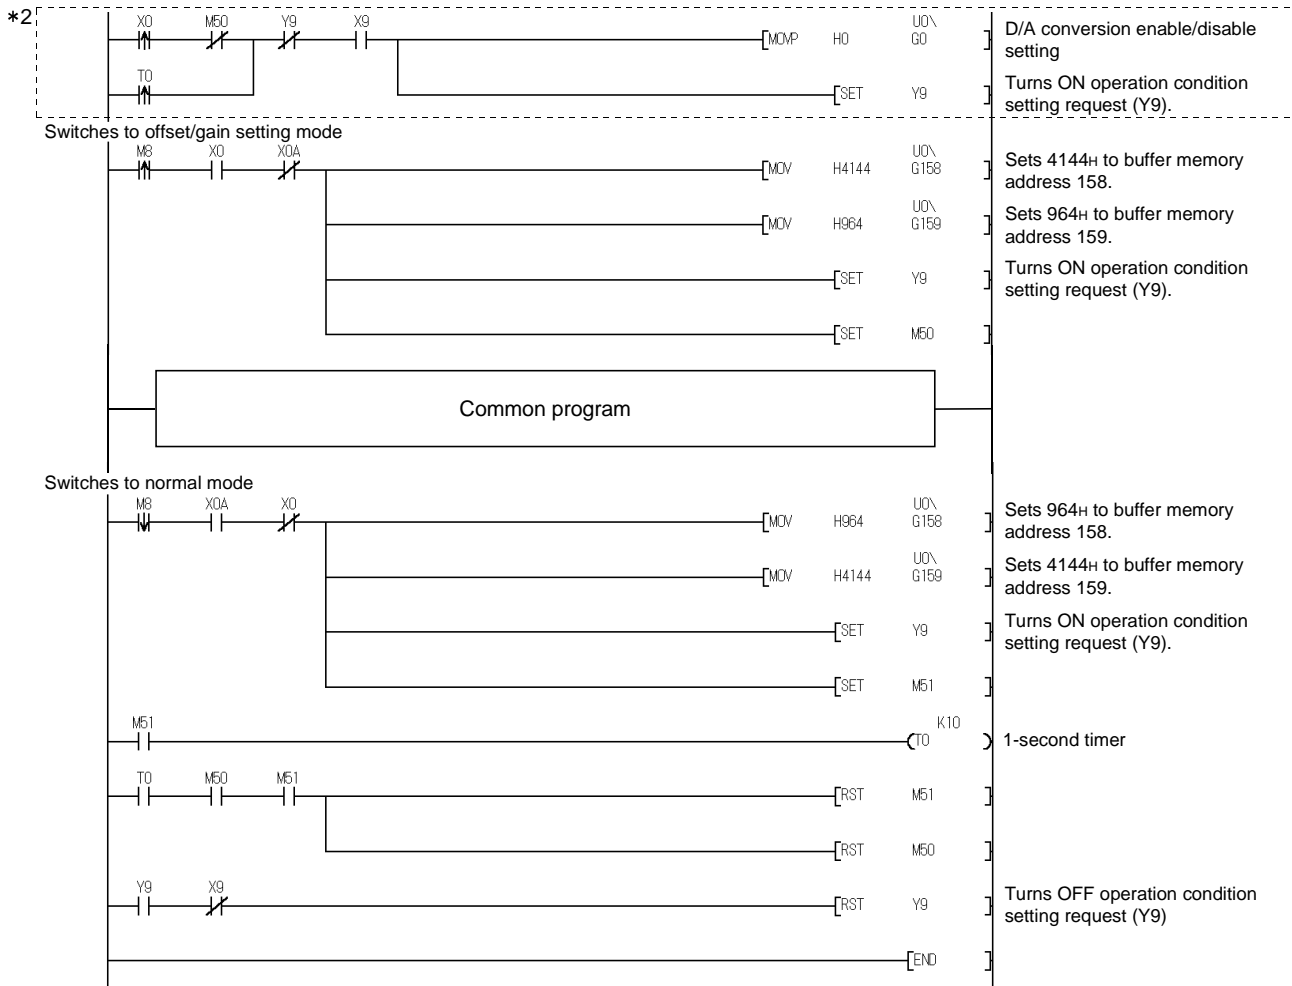 *2
X0 M50 Y9 X9
U0\
MOVP H0 G0
D/A conversion enable/disable
setting
T0
SET Y9
Turns ON operation condition
setting request (Y9).
Switches to offset/gain setting mode
M8 X0 X0A
U0\
MOV H4144 G158
Sets 4144H to buffer memory
address 158.
U0\
MOV H964 G159
Sets 964H to buffer memory
address 159.
SET Y9
Turns ON operation condition
setting request (Y9).
SET M50
Common program
Switches to normal mode
M8 X0A X0
U0\
MOV H964 G158
Sets 964H to buffer memory
address 158.
U0\
MOV H4144 G159
Sets 4144H to buffer memory
address 159.
SET Y9
Turns ON operation condition
setting request (Y9).
SET M51
M51
K10
T0
1-second timer
T0 M50 M51
RST M51
RST M50
Y9 X9
RST Y9
Turns OFF operation condition
setting request (Y9)
END